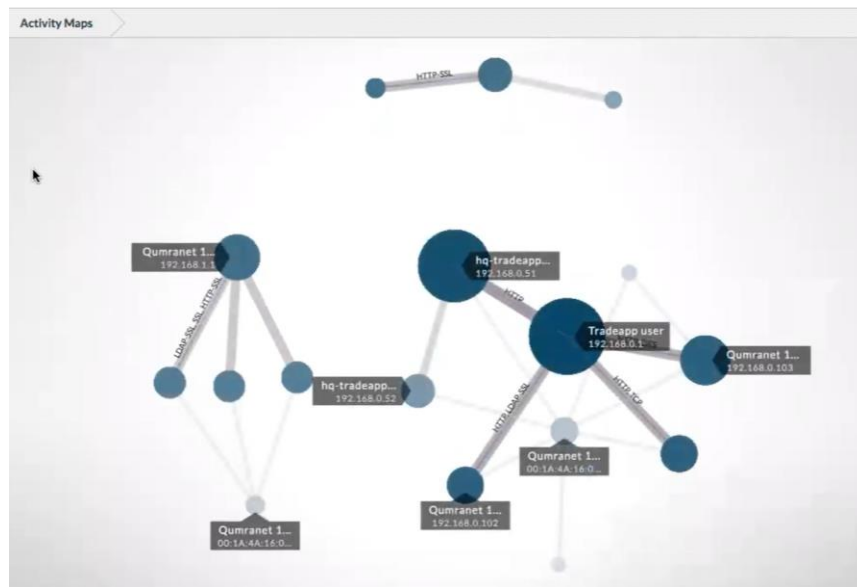 Activity Maps
HTTP-SSL
Qumranet 1...
192.168.1.1
hq-tradeapp...
192.168.0.51
LDAP-SSL, SSL, HTTP-SSL
HTTP
Tradeapp user
192.168.0.1
Qumranet 1...
192.168.0.103
hq-tradeapp...
192.168.0.52
HTTP, LDAP, SSL
HTTP-TCP
Qumranet 1...
00:1A:4A:16:0...
Qumranet 1...
192.168.0.102
Qumranet 1...
00:1A:4A:16:0...